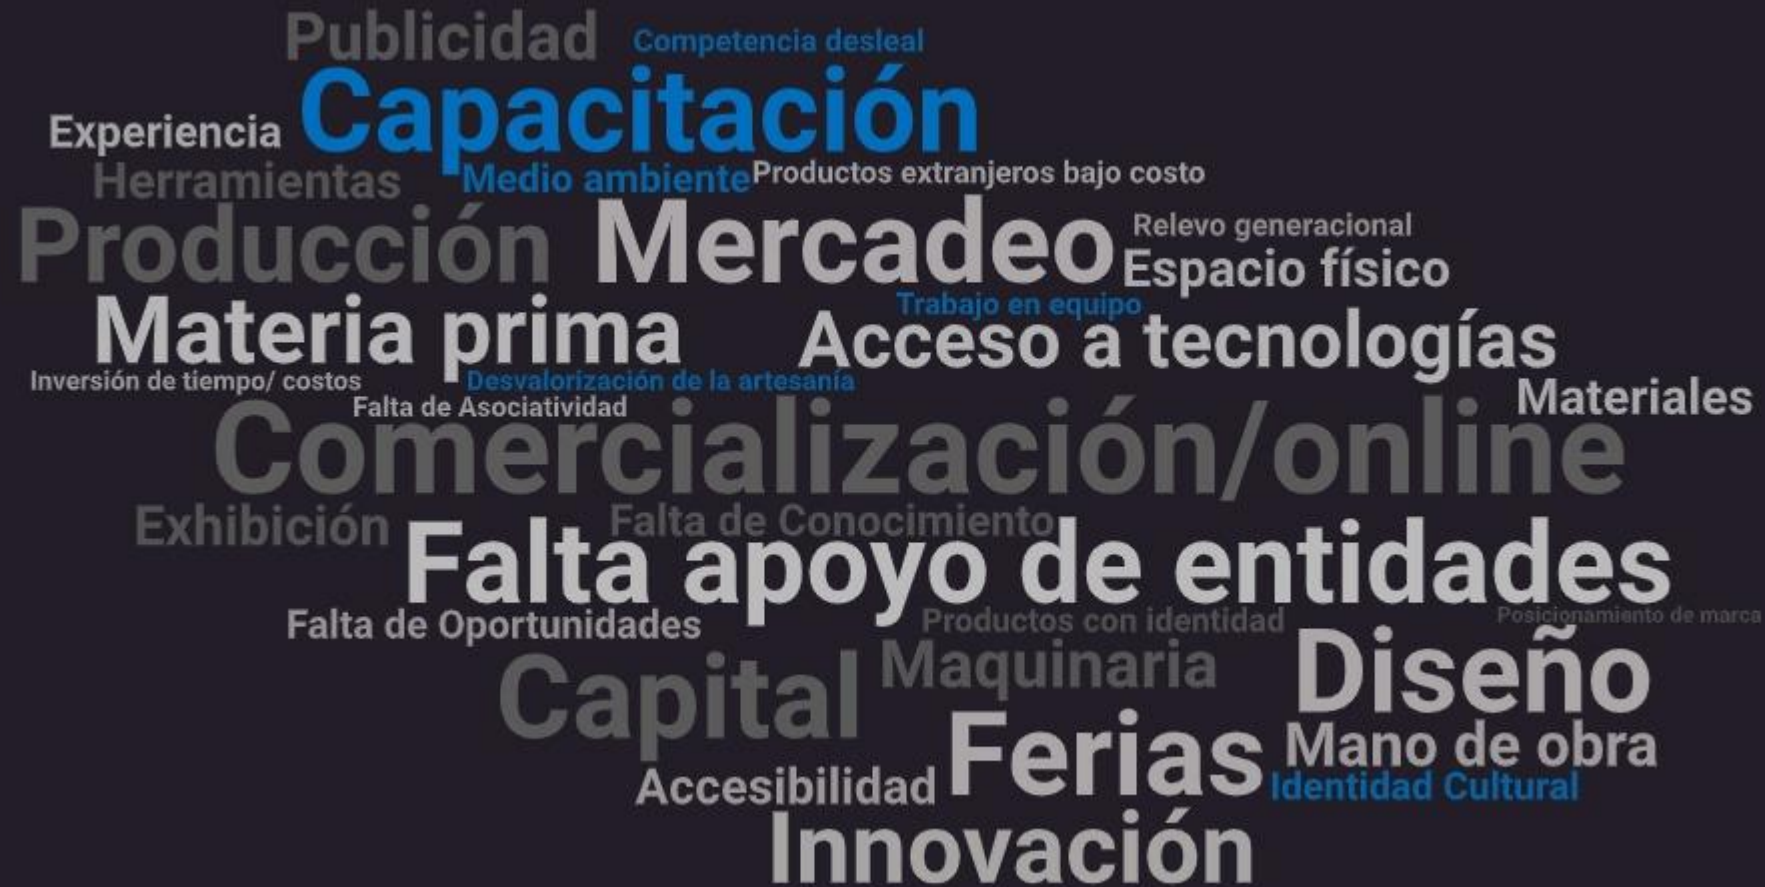 Publicidad
Competencia desleal
Capacitación
Experiencia
Herramientas
Medio ambiente
Productos extranjeros bajo costo
Producción
Mercadeo
Relevo generacional
Espacio físico
Trabajo en equipo
Materia prima
Acceso a tecnologías
Inversión de tiempo/ costos
Desvalorización de la artesanía
Materiales
Falta de Asociatividad
Comercialización/online
Exhibición
Falta de Conocimiento
Falta apoyo de entidades
Falta de Oportunidades
Productos con identidad
Posicionamiento de marca
Capital
Maquinaria
Diseño
Ferias
Mano de obra
Accesibilidad
Identidad Cultural
Innovación